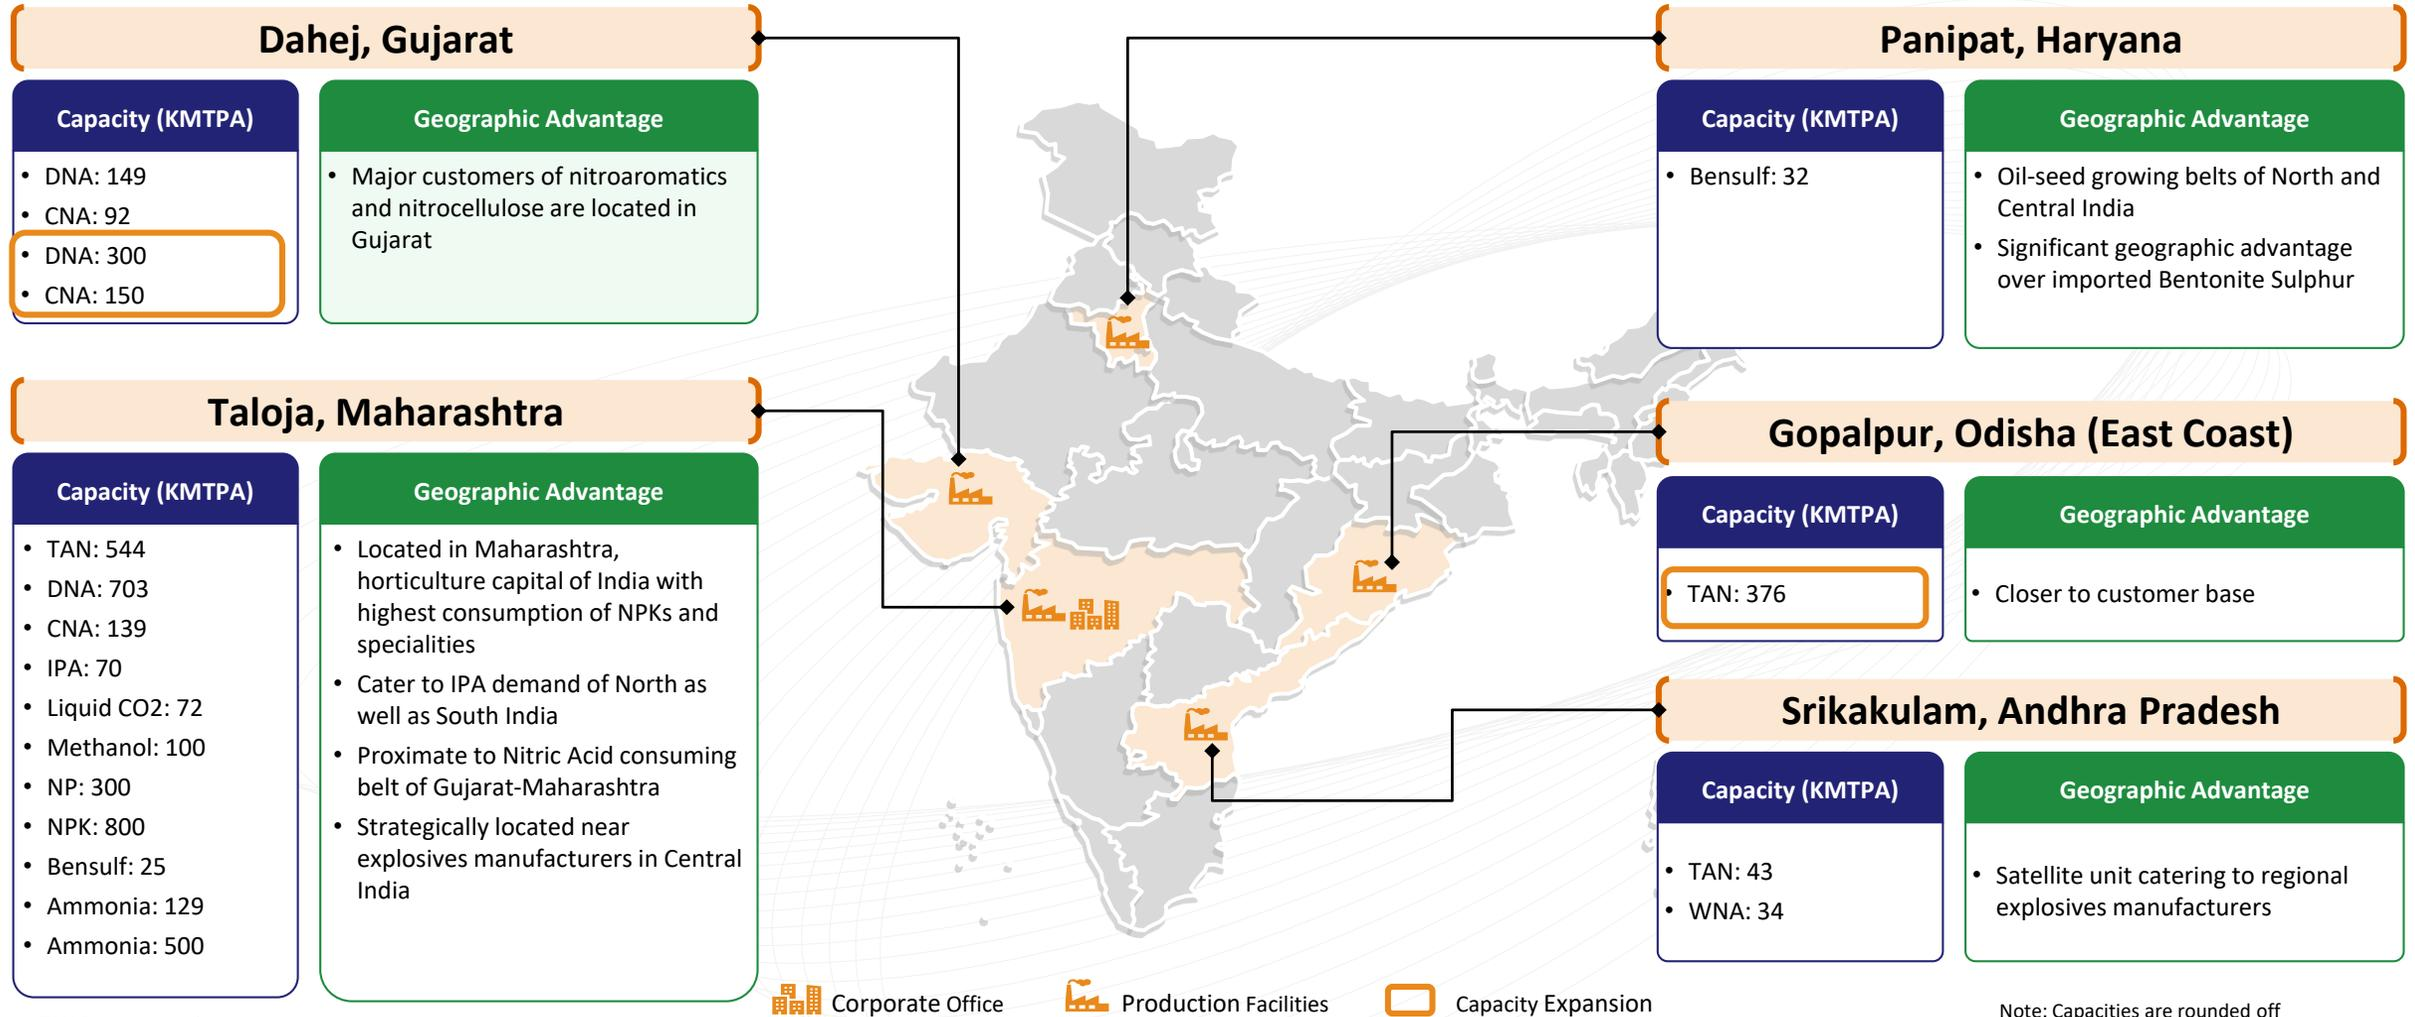 Dahej, Gujarat
Capacity (KMTPA)
• DNA: 149
• CNA: 92
• DNA: 300
• CNA: 150
Geographic Advantage
• Major customers of nitroaromatics
and nitrocellulose are located in
Gujarat
Taloja, Maharashtra
Capacity (KMTPA)
• TAN: 544
• DNA: 703
• CNA: 139
• IPA: 70
• Liquid CO2: 72
• Methanol: 100
• NP: 300
• NPK: 800
• Bensulf: 25
• Ammonia: 129
• Ammonia: 500
Geographic Advantage
• Located in Maharashtra,
horticulture capital of India with
highest consumption of NPKs and
specialities
• Cater to IPA demand of North as
well as South India
• Proximate to Nitric Acid consuming
belt of Gujarat-Maharashtra
• Strategically located near
explosives manufacturers in Central
India
Panipat, Haryana
Capacity (KMTPA)
• Bensulf: 32
Geographic Advantage
• Oil-seed growing belts of North and
Central India
• Significant geographic advantage
over imported Bentonite Sulphur
Gopalpur, Odisha (East Coast)
Capacity (KMTPA)
• TAN: 376
Geographic Advantage
• Closer to customer base
Srikakulam, Andhra Pradesh
Capacity (KMTPA)
• TAN: 43
• WNA: 34
Geographic Advantage
• Satellite unit catering to regional
explosives manufacturers
Corporate Office
Production Facilities
Capacity Expansion
Note: Capacities are rounded off